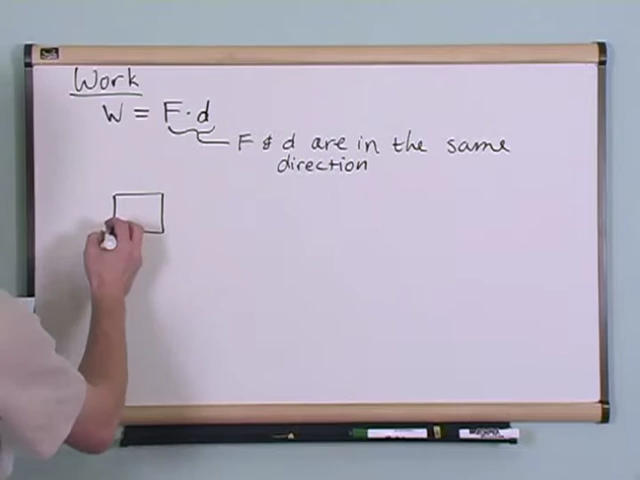 Work
W = F · d
F & d are in the same
direction